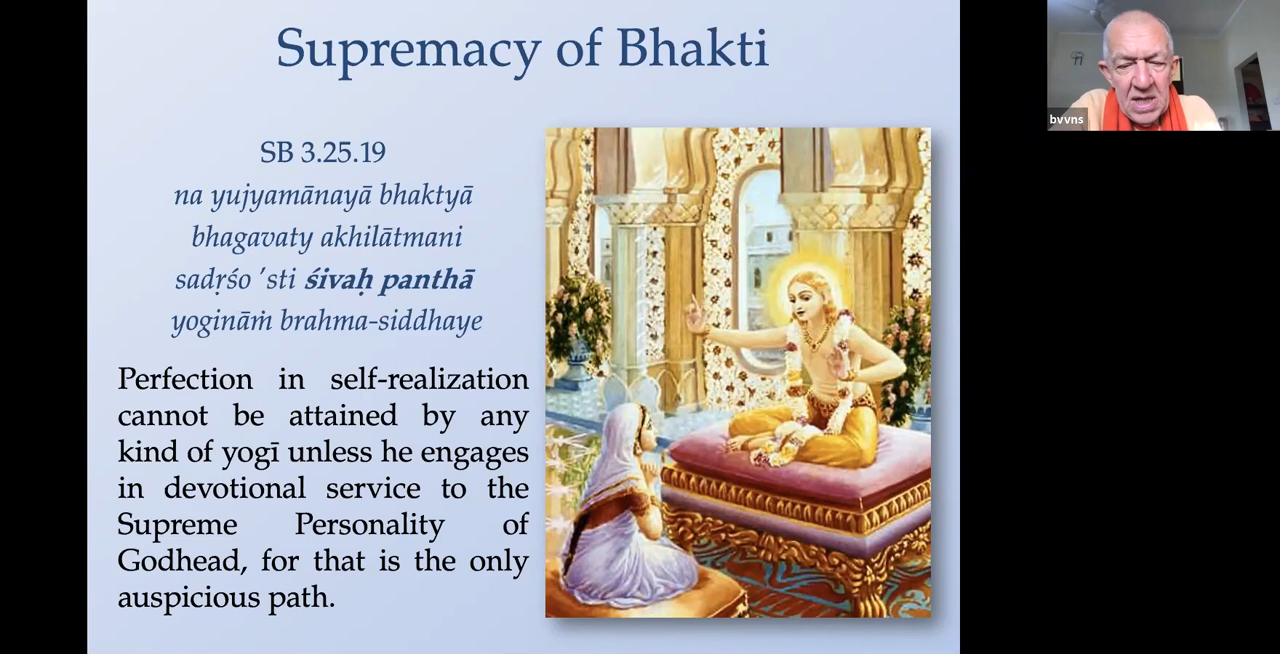 Supremacy of Bhakti
SB 3.25.19
na yujyamānayā bhaktyā
bhagavaty akhilātmani
sadṛśo ’sti śivaḥ panthā
yogināṁ brahma-siddhaye
Perfection in self-realization
cannot be attained by any
kind of yogī unless he engages
in devotional service to the
Supreme Personality of
Godhead, for that is the only
auspicious path.
bvvns